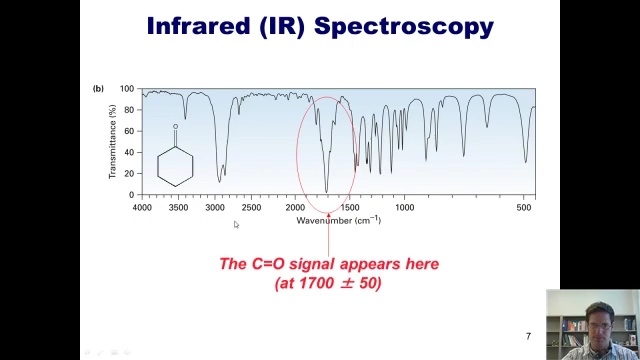 Infrared (IR) Spectroscopy
(b)
100
80
60
40
20
0
Transmittance (%)
O
4000 3500 3000 2500 2000 1500 1000 500
Wavenumber (cm⁻¹)
The C=O signal appears here
(at 1700 ± 50)
7